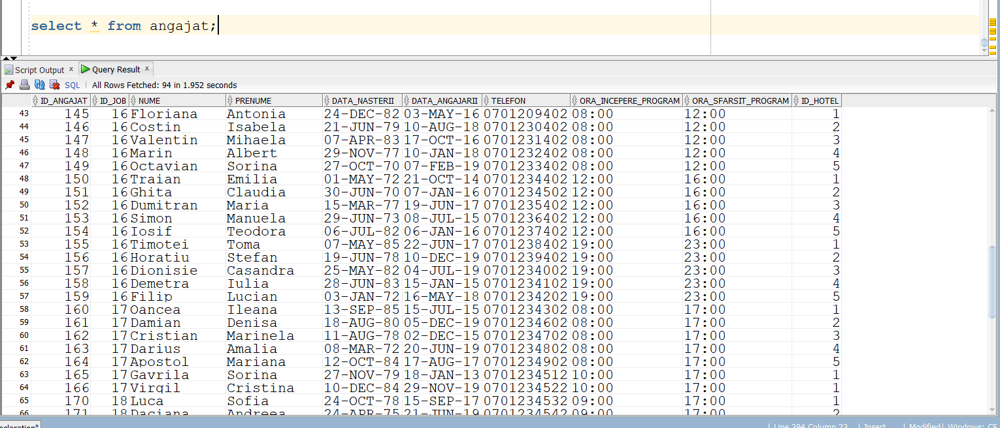 select * from angajat;
Script Output x Query Result x
SQL | All Rows Fetched: 94 in 1.952 seconds
ID_ANGAJAT ID_JOB NUME PRENUME DATA_NASTERII DATA_ANGAJARII TELEFON ORA_INCEPERE_PROGRAM ORA_SFARSIT_PROGRAM ID_HOTEL
43 145 16 Floriana Antonia 24-DEC-82 03-MAY-16 0701209402 08:00 12:00 1
44 146 16 Costin Isabela 21-JUN-79 10-AUG-18 0701230402 08:00 12:00 2
45 147 16 Valentin Mihaela 07-APR-83 17-OCT-16 0701231402 08:00 12:00 3
46 148 16 Marin Albert 29-NOV-77 10-JAN-18 0701232402 08:00 12:00 4
47 149 16 Octavian Sorina 27-OCT-70 07-FEB-19 0701233402 08:00 12:00 5
48 150 16 Traian Emilia 01-MAY-72 21-OCT-14 0701234402 12:00 16:00 1
49 151 16 Ghita Claudia 30-JUN-70 07-JAN-16 0701234502 12:00 16:00 2
50 152 16 Dumitran Maria 15-MAR-77 19-JUN-17 0701235402 12:00 16:00 3
51 153 16 Simon Manuela 29-JUN-73 08-JUL-15 0701236402 12:00 16:00 4
52 154 16 Iosif Teodora 06-JUL-82 06-JAN-16 0701237402 12:00 16:00 5
53 155 16 Timotei Toma 07-MAY-85 22-JUN-17 0701238402 19:00 23:00 1
54 156 16 Horatiu Stefan 19-JUN-78 10-DEC-19 0701239402 19:00 23:00 2
55 157 16 Dionisie Casandra 25-MAY-82 04-JUL-19 0701234002 19:00 23:00 3
56 158 16 Demetra Iulia 28-JUN-83 15-JAN-15 0701234102 19:00 23:00 4
57 159 16 Filip Lucian 03-JAN-72 16-MAY-18 0701234202 19:00 23:00 5
58 160 17 Oancea Ileana 13-SEP-85 15-JUL-15 0701234302 08:00 17:00 1
59 161 17 Damian Denisa 18-AUG-80 05-DEC-19 0701234602 08:00 17:00 2
60 162 17 Cristian Marinela 11-AUG-78 02-DEC-15 0701234702 08:00 17:00 3
61 163 17 Darius Amalia 08-MAR-72 20-JUN-19 0701234802 08:00 17:00 4
62 164 17 Apostol Mariana 12-OCT-84 17-AUG-17 0701234902 08:00 17:00 5
63 165 17 Gavrila Sorina 27-NOV-79 18-JAN-13 0701234512 10:00 17:00 1
64 166 17 Virgil Cristina 10-DEC-84 29-NOV-19 0701234522 10:00 17:00 1
65 170 18 Luca Sofia 24-OCT-78 15-SEP-17 0701234532 09:00 17:00 1
66 171 18 Daciana Andreea 24-APR-75 21-JUN-19 0701234542 09:00 17:00 2
Line 394 Column 23 | Insert | Modified | Windows: CR